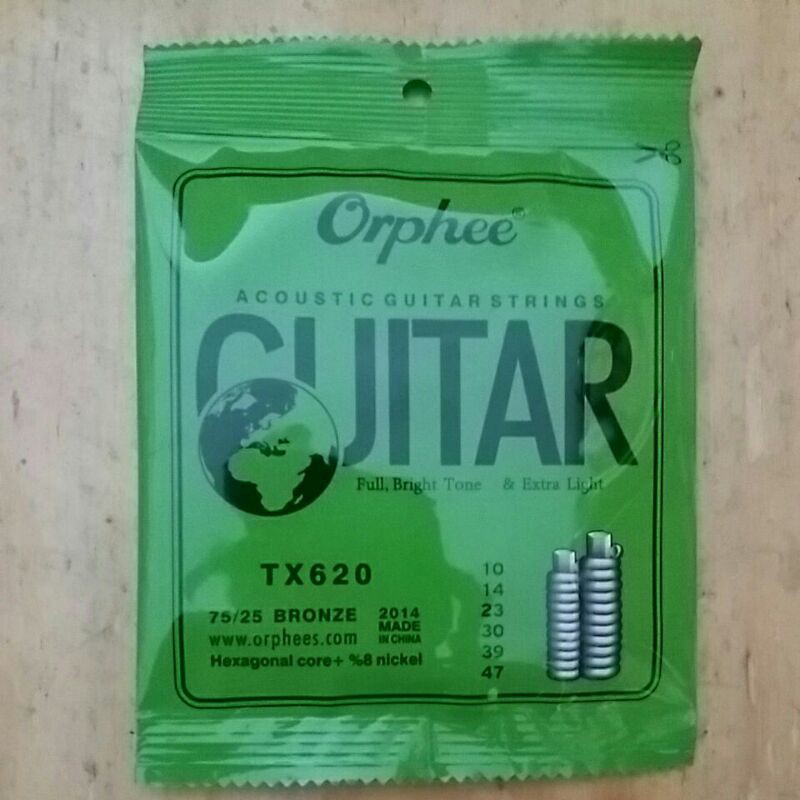 Orphee®
ACOUSTIC GUITAR STRINGS
GUITAR
Full, Bright Tone & Extra Light
TX620
75/25 BRONZE
www.orphees.com
2014
MADE
IN CHINA
Hexagonal core+ %8 nickel
10
14
23
30
39
47